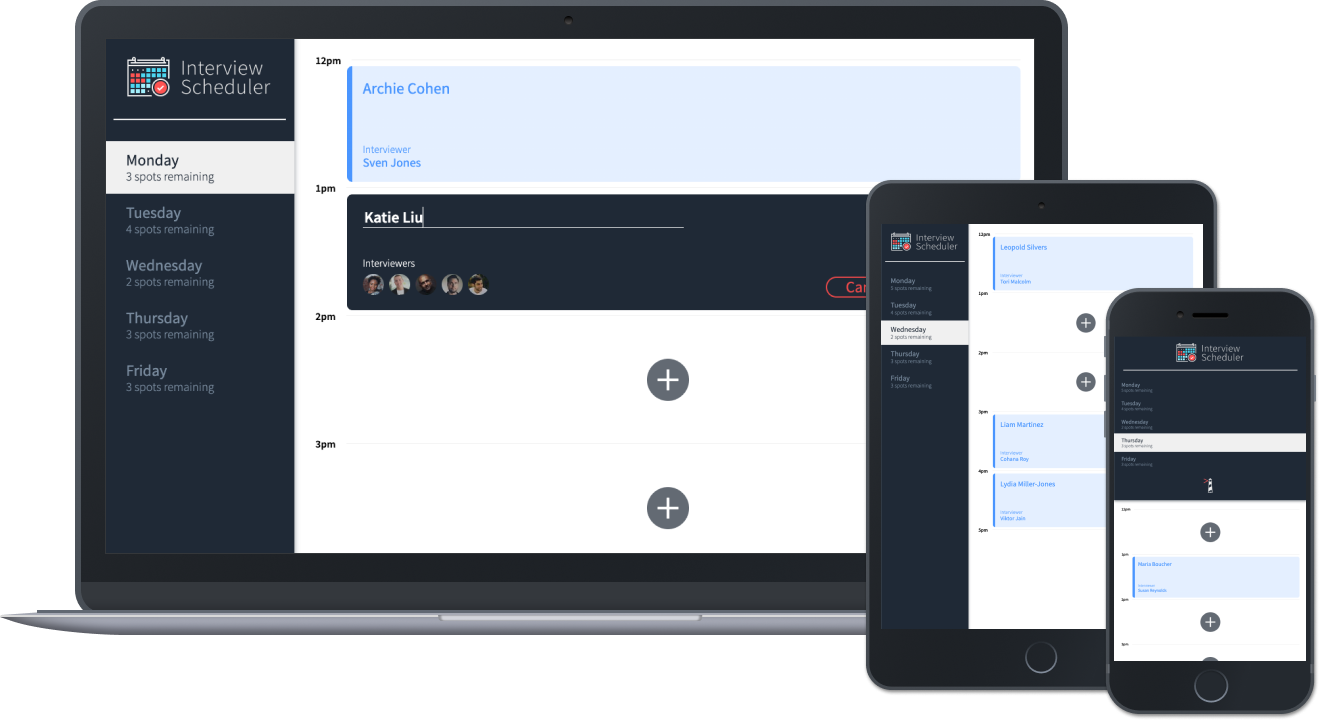 Interview
Scheduler
Monday
3 spots remaining
Tuesday
4 spots remaining
Wednesday
2 spots remaining
Thursday
3 spots remaining
Friday
3 spots remaining
12pm
Archie Cohen
Interviewer
Sven Jones
1pm
Katie Liu
Interviewers
Can
2pm
3pm
Interview
Scheduler
Monday
3 spots remaining
Tuesday
4 spots remaining
Wednesday
2 spots remaining
Thursday
3 spots remaining
Friday
3 spots remaining
12pm
Leopold Silvers
Interviewer
Tori Malcolm
1pm
2pm
3pm
Liam Martinez
Interviewer
Cohana Roy
4pm
Lydia Miller-Jones
Interviewer
Viktor Jain
5pm
Interview
Scheduler
Monday
3 spots remaining
Tuesday
4 spots remaining
Wednesday
2 spots remaining
Thursday
3 spots remaining
Friday
3 spots remaining
12pm
1pm
Maria Boucher
Interviewer
Susan Reynolds
2pm
3pm